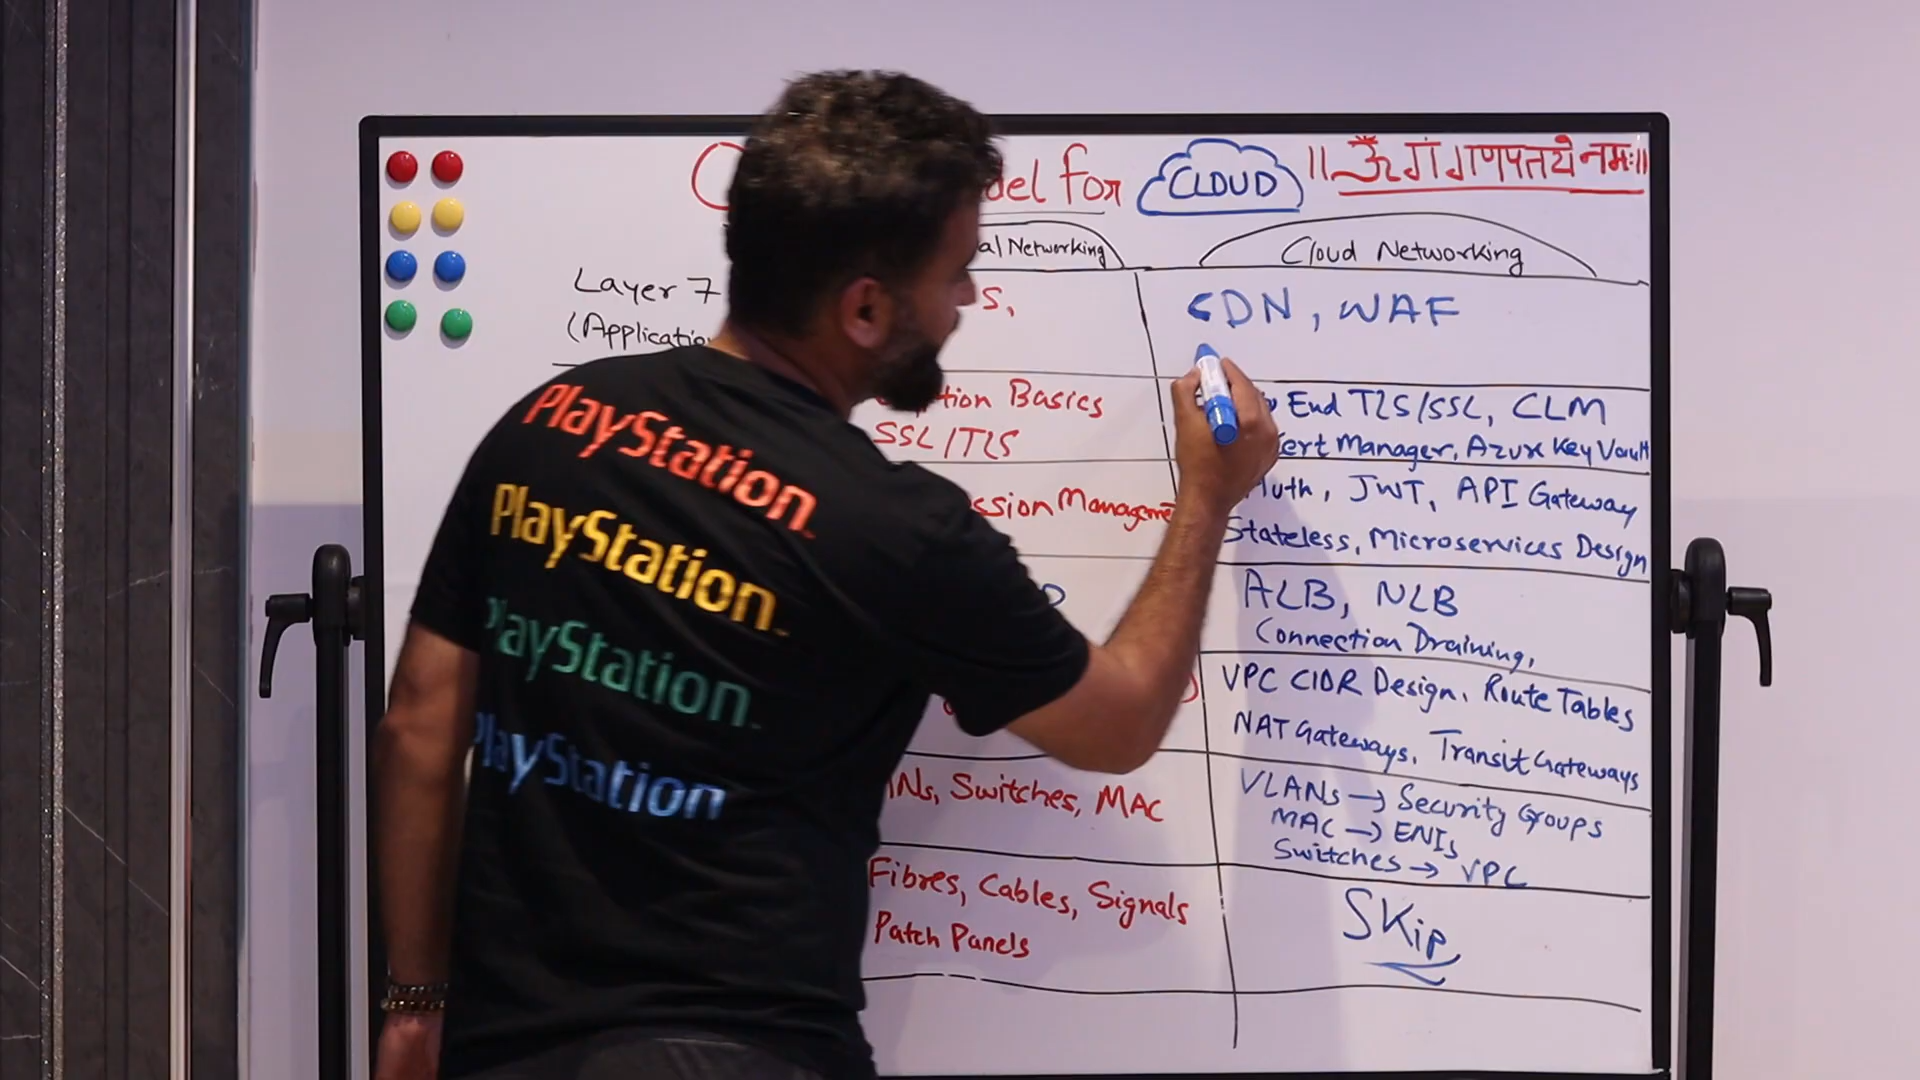 del for CLOUD ॥ ॐ गं गणपतये नमः॥
al Networking Cloud Networking
Layer 7 S, CDN, WAF
(Applicatio
tion Basics End TLS/SSL, CLM
SSL/TLS ert Manager, Azure Key Vault
ssion Management uth, JWT, API Gateway
Stateless, Microservices Design
P ALB, NLB
Connection Draining,
VPC CIDR Design, Route Tables
NAT Gateways, Transit Gateways
Ns, Switches, MAC VLANs → Security Groups
MAC → ENIs
Switches → VPC
Fibres, Cables, Signals SKip
Patch Panels
PlayStation
PlayStation
PlayStation
PlayStation